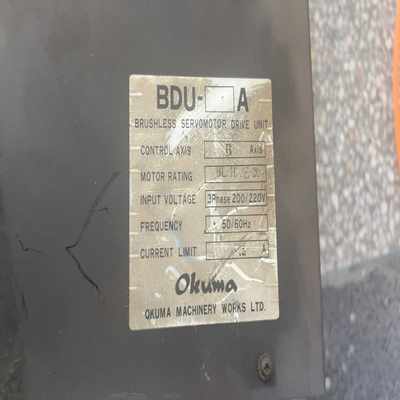 BDU- A
BRUSHLESS SERVOMOTOR DRIVE UNIT
CONTROL AXIS B Axis
MOTOR RATING
INPUT VOLTAGE 3Phase 200/220V
FREQUENCY 50/60Hz
CURRENT LIMIT A
Okuma
OKUMA MACHINERY WORKS LTD.